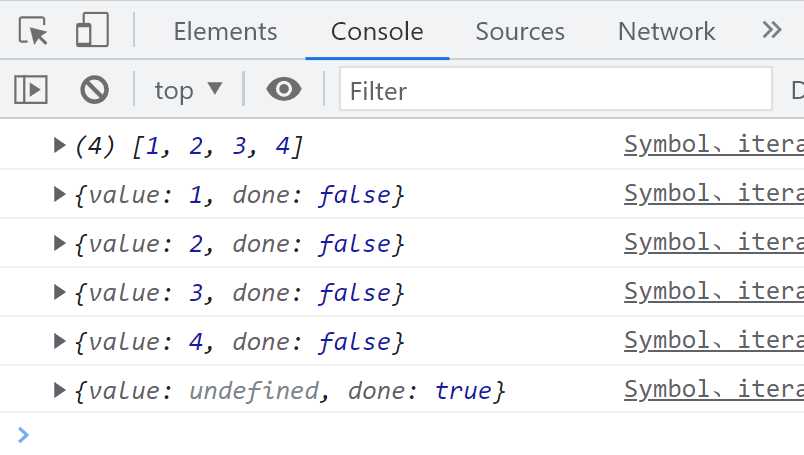 Elements Console Sources Network
top Filter D
(4) [1, 2, 3, 4] Symbol、itera
{value: 1, done: false} Symbol、itera
{value: 2, done: false} Symbol、itera
{value: 3, done: false} Symbol、itera
{value: 4, done: false} Symbol、itera
{value: undefined, done: true} Symbol、itera